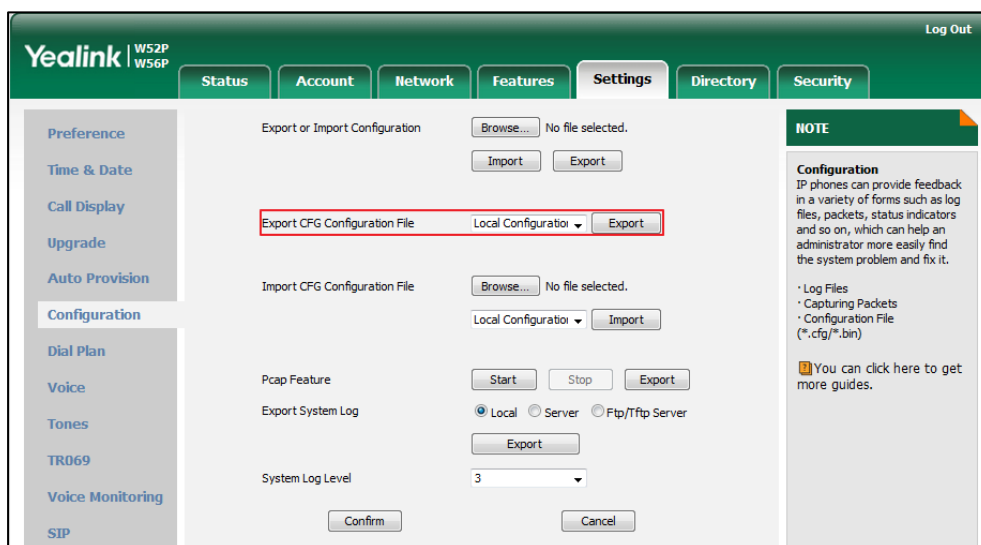 Log Out
Yealink | W52P
W56P
Status Account Network Features Settings Directory Security
Preference
Time & Date
Call Display
Upgrade
Auto Provision
Configuration
Dial Plan
Voice
Tones
TR069
Voice Monitoring
SIP
Export or Import Configuration Browse... No file selected.
Import Export
Export CFG Configuration File Local Configuration Export
Import CFG Configuration File Browse... No file selected.
Local Configuration Import
Pcap Feature Start Stop Export
Export System Log Local Server Ftp/Tftp Server
Export
System Log Level 3
Confirm Cancel
NOTE
Configuration
IP phones can provide feedback
in a variety of forms such as log
files, packets, status indicators
and so on, which can help an
administrator more easily find
the system problem and fix it.
· Log Files
· Capturing Packets
· Configuration File
(*.cfg/*.bin)
You can click here to get
more guides.